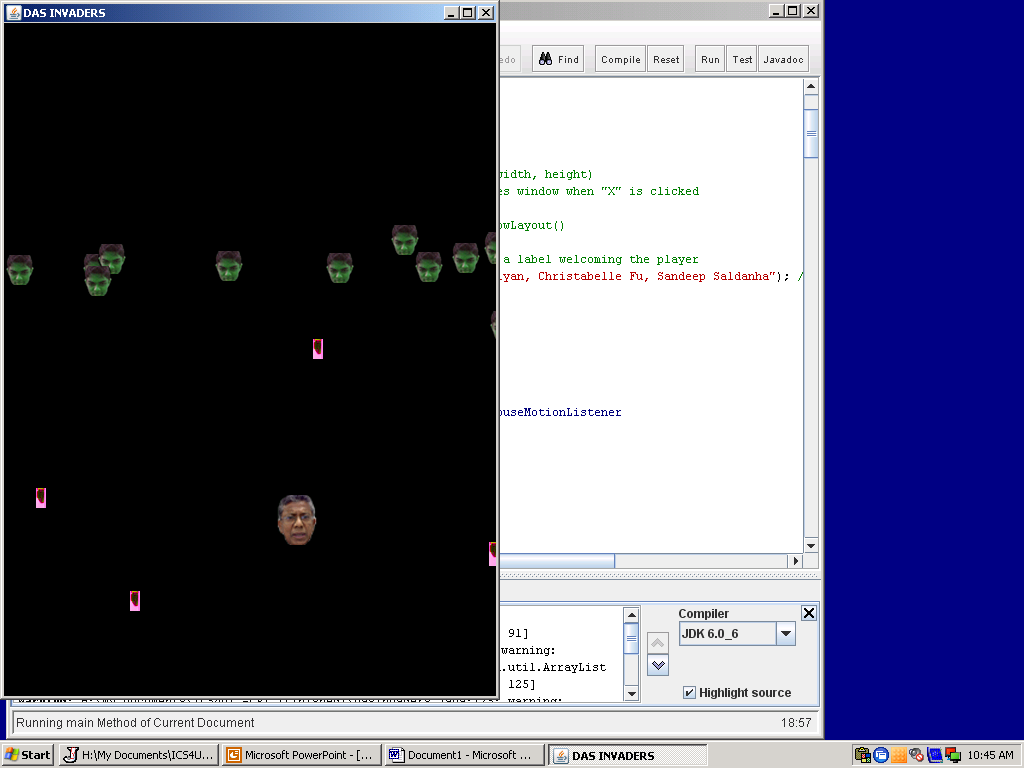 DAS INVADERS
edo
Find
Compile
Reset
Run
Test
Javadoc
width, height)
es window when "X" is clicked
owLayout()
a label welcoming the player
lyan, Christabelle Fu, Sandeep Saldanha"); /
ouseMotionListener
91]
warning:
.util.ArrayList
125]
Compiler
JDK 6.0_6
Highlight source
Running main Method of Current Document
18:57
Start
H:\My Documents\ICS4U...
Microsoft PowerPoint - [...
Document1 - Microsoft ...
DAS INVADERS
10:45 AM